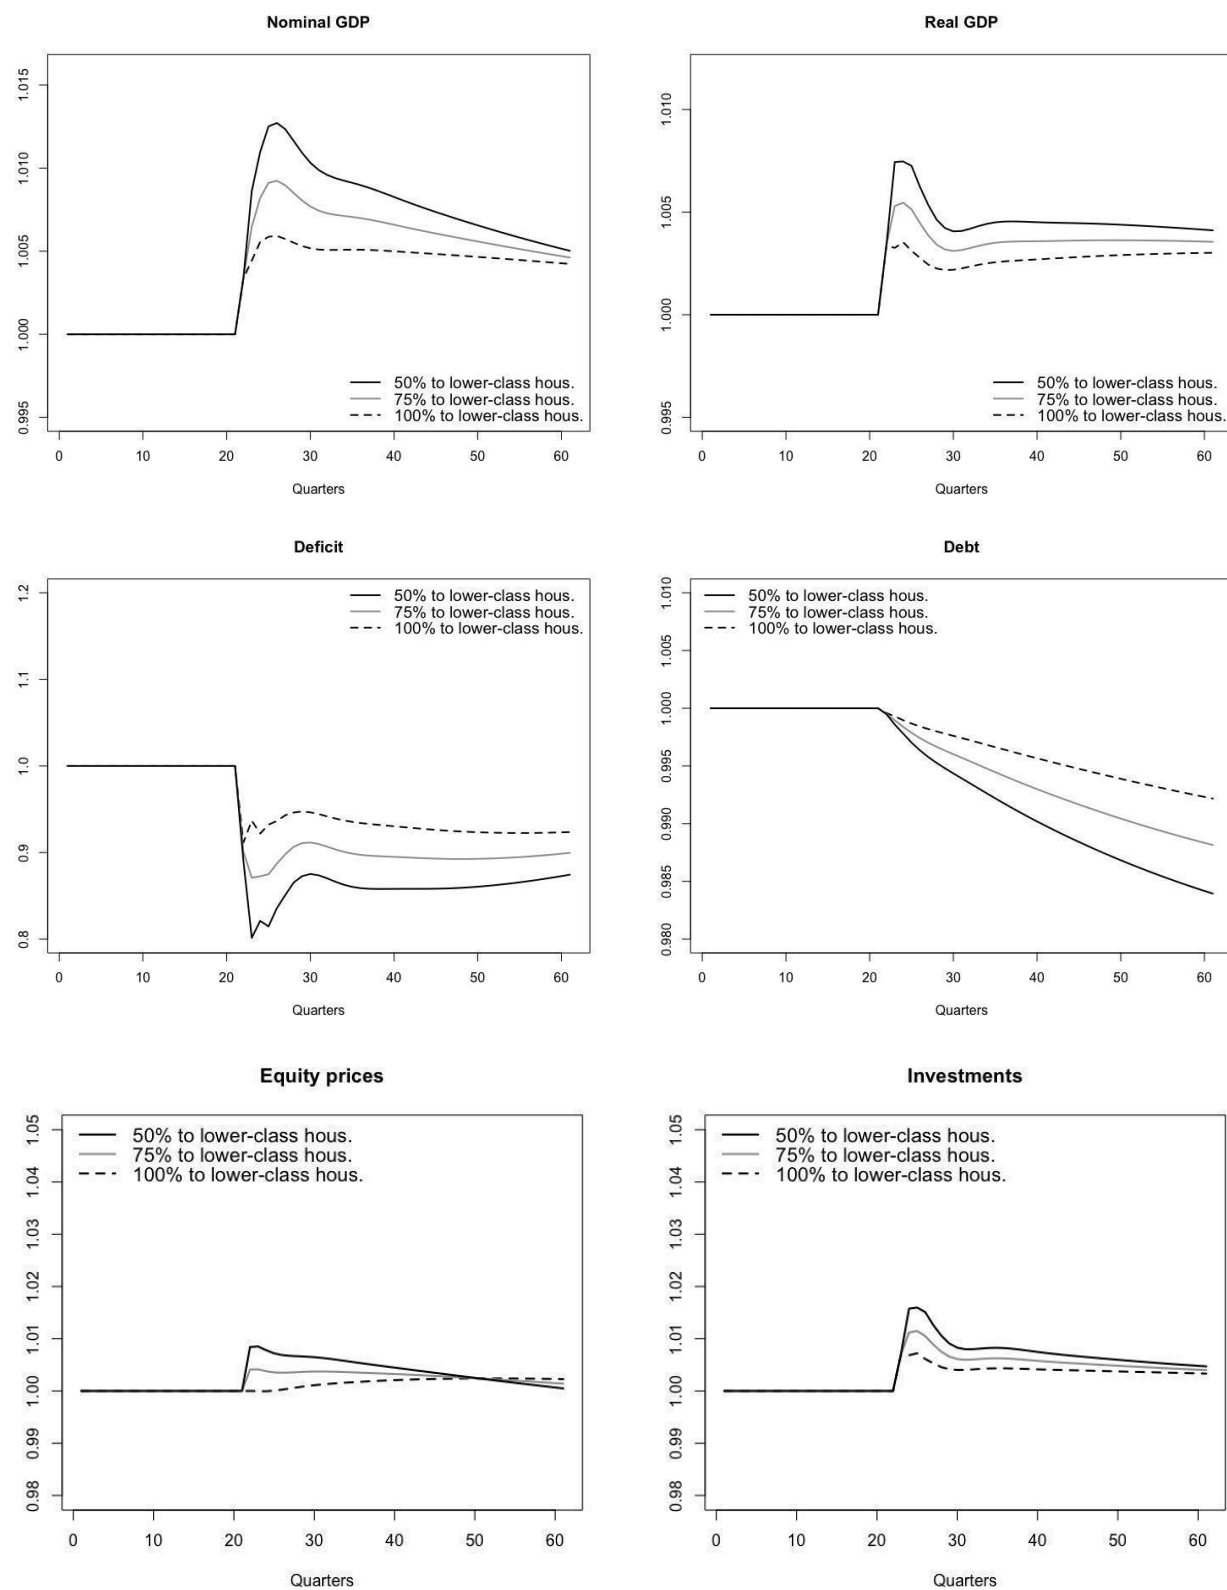 Nominal GDP
1.015
1.010
1.005
1.000
0.995
50% to lower-class hous.
75% to lower-class hous.
100% to lower-class hous.
0 10 20 30 40 50 60
Quarters
Real GDP
1.010
1.005
1.000
0.995
50% to lower-class hous.
75% to lower-class hous.
100% to lower-class hous.
0 10 20 30 40 50 60
Quarters
Deficit
1.2
1.1
1.0
0.9
0.8
50% to lower-class hous.
75% to lower-class hous.
100% to lower-class hous.
0 10 20 30 40 50 60
Quarters
Debt
1.010
1.005
1.000
0.995
0.990
0.985
0.980
50% to lower-class hous.
75% to lower-class hous.
100% to lower-class hous.
0 10 20 30 40 50 60
Quarters
Equity prices
1.05
1.04
1.03
1.02
1.01
1.00
0.99
0.98
50% to lower-class hous.
75% to lower-class hous.
100% to lower-class hous.
0 10 20 30 40 50 60
Quarters
Investments
1.05
1.04
1.03
1.02
1.01
1.00
0.99
0.98
50% to lower-class hous.
75% to lower-class hous.
100% to lower-class hous.
0 10 20 30 40 50 60
Quarters